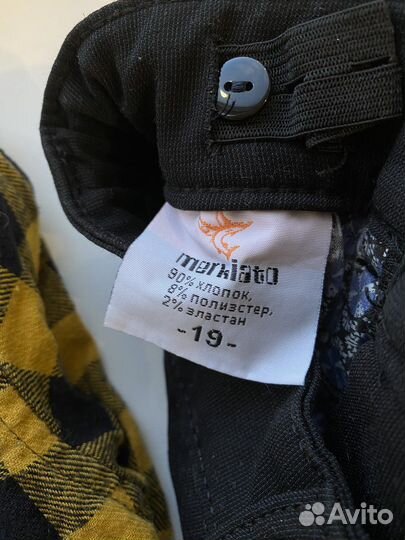 merkiato
90% хлопок,
8% полиэстер,
2% эластан
-19-
Avito